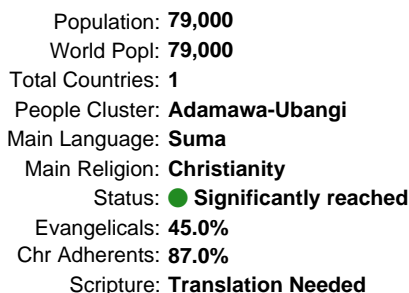 Population: 79,000
World Popl: 79,000
Total Countries: 1
People Cluster: Adamawa-Ubangi
Main Language: Suma
Main Religion: Christianity
Status: Significantly reached
Evangelicals: 45.0%
Chr Adherents: 87.0%
Scripture: Translation Needed